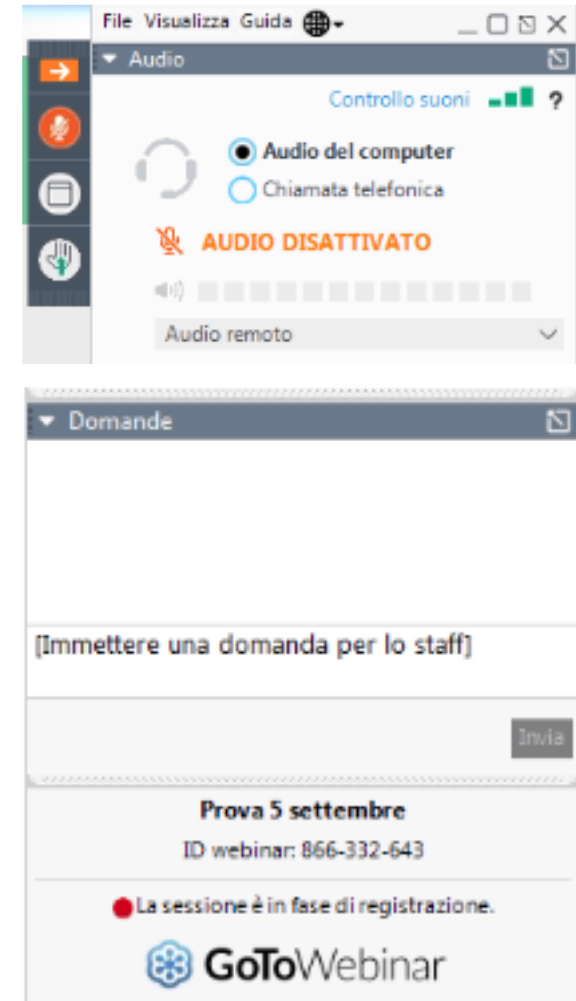 File Visualizza Guida
Audio
Controllo suoni ?
Audio del computer
Chiamata telefonica
AUDIO DISATTIVATO
Audio remoto
Domande
[Immettere una domanda per lo staff]
Invia
Prova 5 settembre
ID webinar: 866-332-643
La sessione è in fase di registrazione.
GoToWebinar